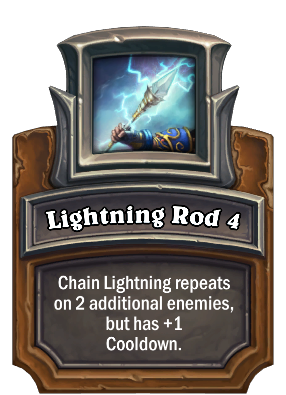 Lightning Rod 4
Chain Lightning repeats
on 2 additional enemies,
but has +1
Cooldown.